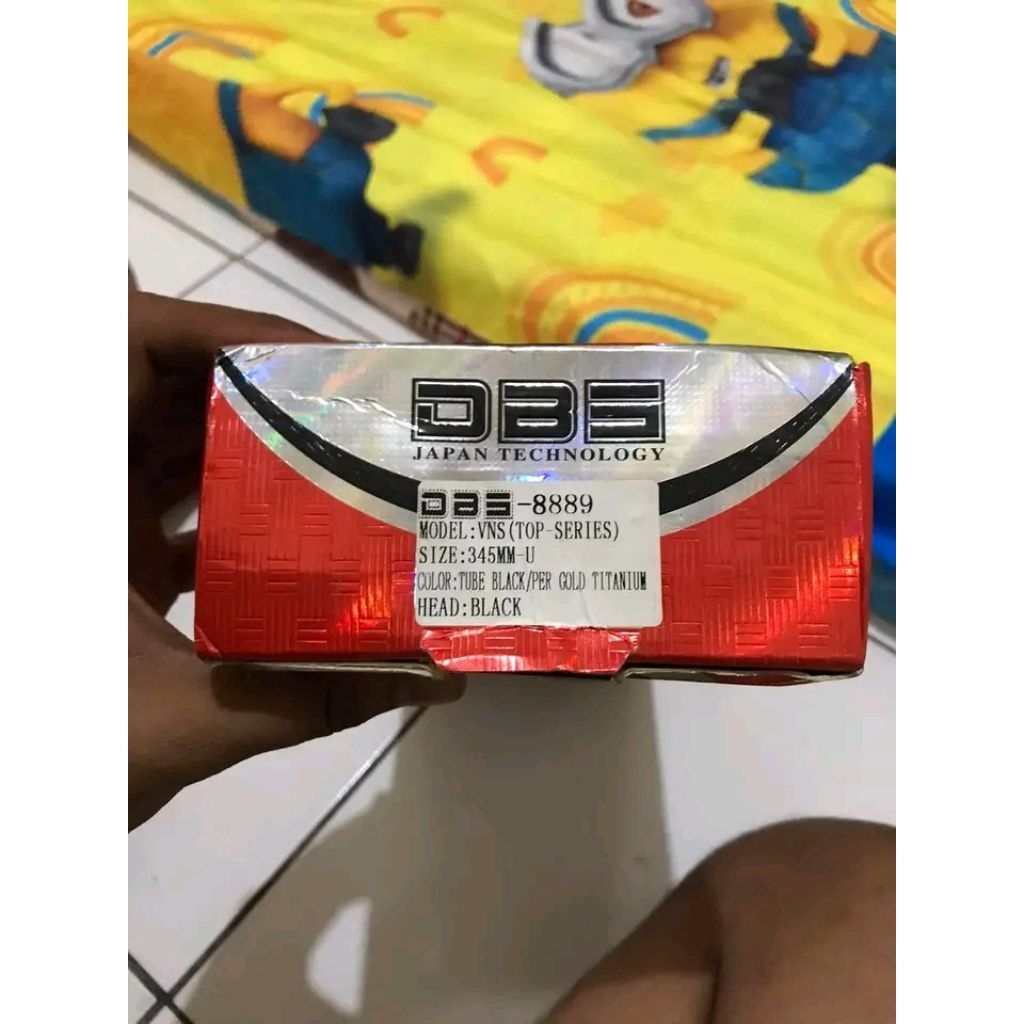 DBS
JAPAN TECHNOLOGY
DBS-8889
MODEL:VNS(TOP-SERIES)
SIZE:345MM-U
COLOR:TUBE BLACK/PER GOLD TITANIUM
HEAD:BLACK